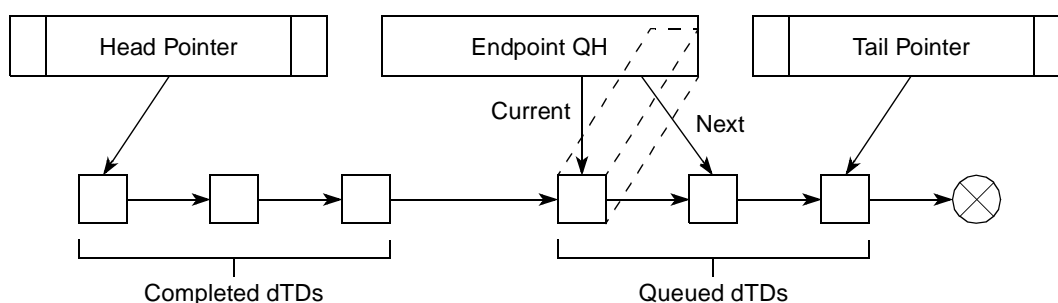 Head Pointer
Endpoint QH
Tail Pointer
Current
Next
Completed dTDs
Queued dTDs